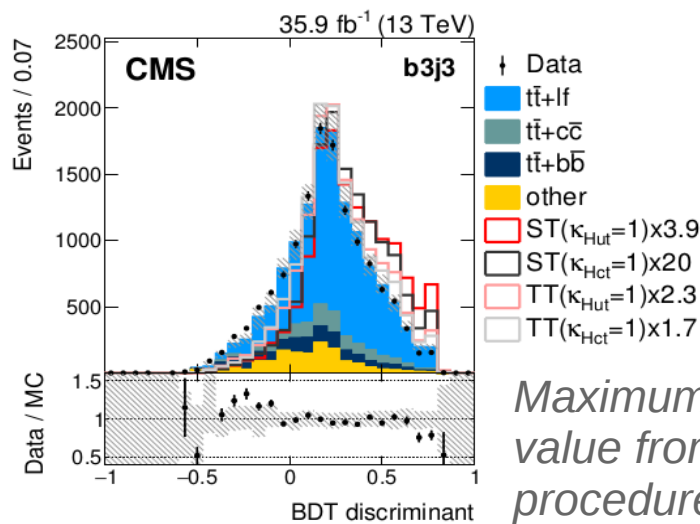 35.9 fb⁻¹ (13 TeV)
Events / 0.07
2500
2000
1500
1000
500
CMS
b3j3
Data
tt̄+lf
tt̄+cc̄
tt̄+bb̄
other
ST(κHut=1)x3.9
ST(κHct=1)x20
TT(κHut=1)x2.3
TT(κHct=1)x1.7
Data / MC
1.5
1
0.5
−1 −0.5 0 0.5 1
BDT discriminant
Maximum
value from
procedure